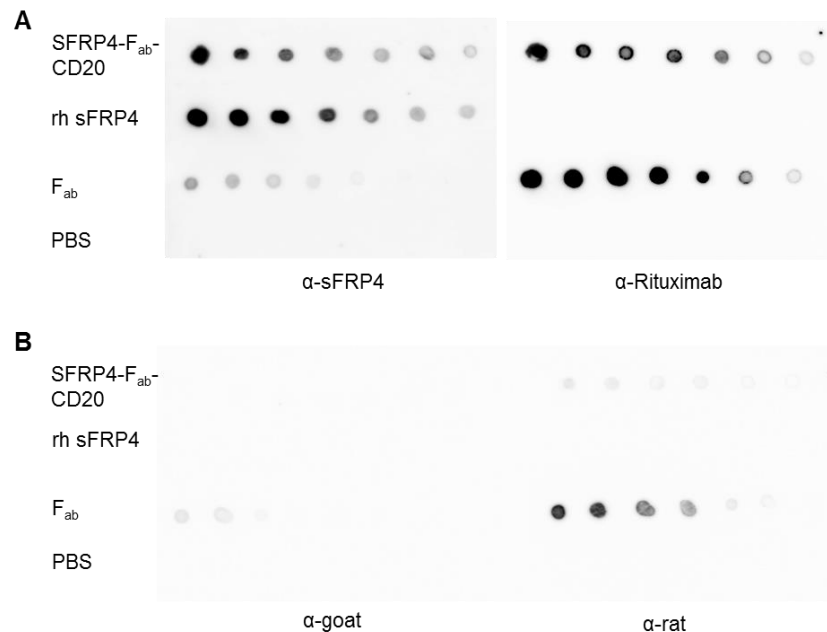 A
SFRP4-Fab-
CD20
rh sFRP4
Fab
PBS
α-sFRP4
α-Rituximab
B
SFRP4-Fab-
CD20
rh sFRP4
Fab
PBS
α-goat
α-rat